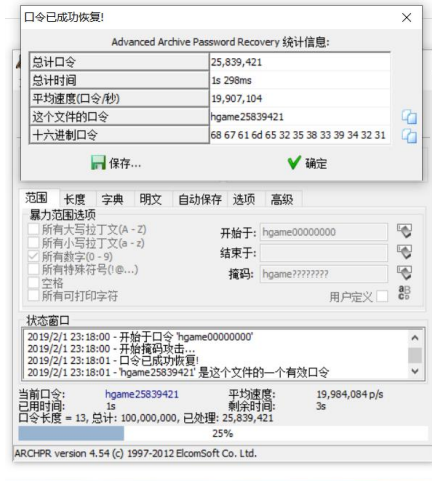 口令已成功恢复!
Advanced Archive Password Recovery 统计信息:
总计口令 25,839,421
总计时间 1s 298ms
平均速度(口令/秒) 19,907,104
这个文件的口令 hgame25839421
十六进制口令 68 67 61 6d 65 32 35 38 33 39 34 32 31
保存... 确定
范围 长度 字典 明文 自动保存 选项 高级
暴力范围选项
所有大写拉丁文(A - Z) 开始于: hgame00000000
所有小写拉丁文(a - z)
所有数字(0 - 9) 结束于:
所有特殊符号(!@...) 掩码: hgame????????
空格
所有可打印字符 用户定义
状态窗口
2019/2/1 23:18:00 - 开始于口令 'hgame00000000'
2019/2/1 23:18:00 - 开始掩码攻击...
2019/2/1 23:18:01 - 口令已成功恢复!
2019/2/1 23:18:01 - 'hgame25839421' 是这个文件的一个有效口令
当前口令: hgame25839421 平均速度: 19,984,084 p/s
已用时间: 1s 剩余时间: 3s
口令长度 = 13, 总计: 100,000,000, 已处理: 25,839,421
25%
ARCHPR version 4.54 (c) 1997-2012 ElcomSoft Co. Ltd.